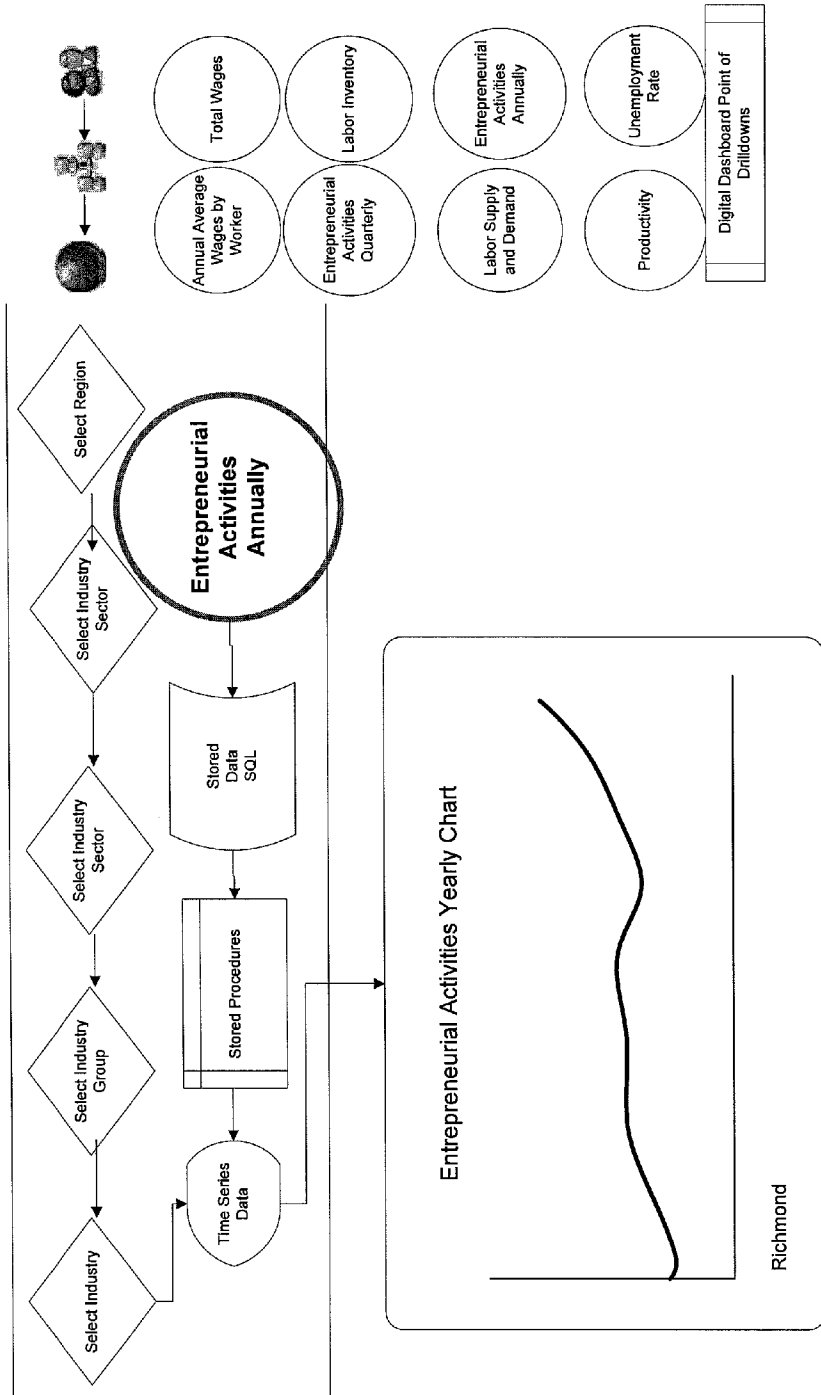 Select Industry
Select Industry
Group
Select Industry
Sector
Select Industry
Sector
Select Region
Time Series
Data
Stored Procedures
Stored
Data
SQL
Entrepreneurial
Activities
Annually
Annual Average
Wages by
Worker
Total Wages
Entrepreneurial
Activities
Quarterly
Labor Inventory
Labor Supply
and Demand
Entrepreneurial
Activities
Annually
Productivity
Unemployment
Rate
Digital Dashboard Point of
Drilldowns
Entrepreneurial Activities Yearly Chart
Richmond